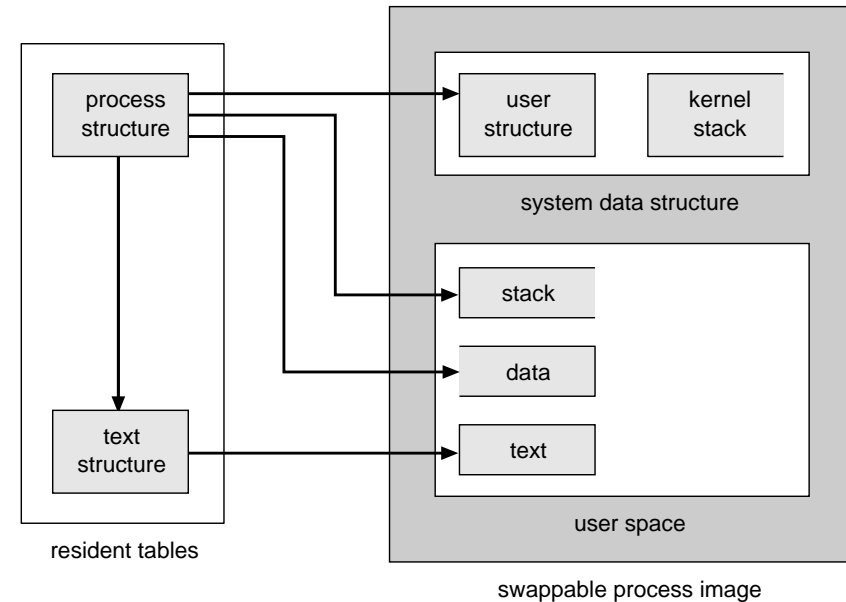 process
structure
user
structure
kernel
stack
system data structure
stack
data
text
structure
text
user space
resident tables
swappable process image